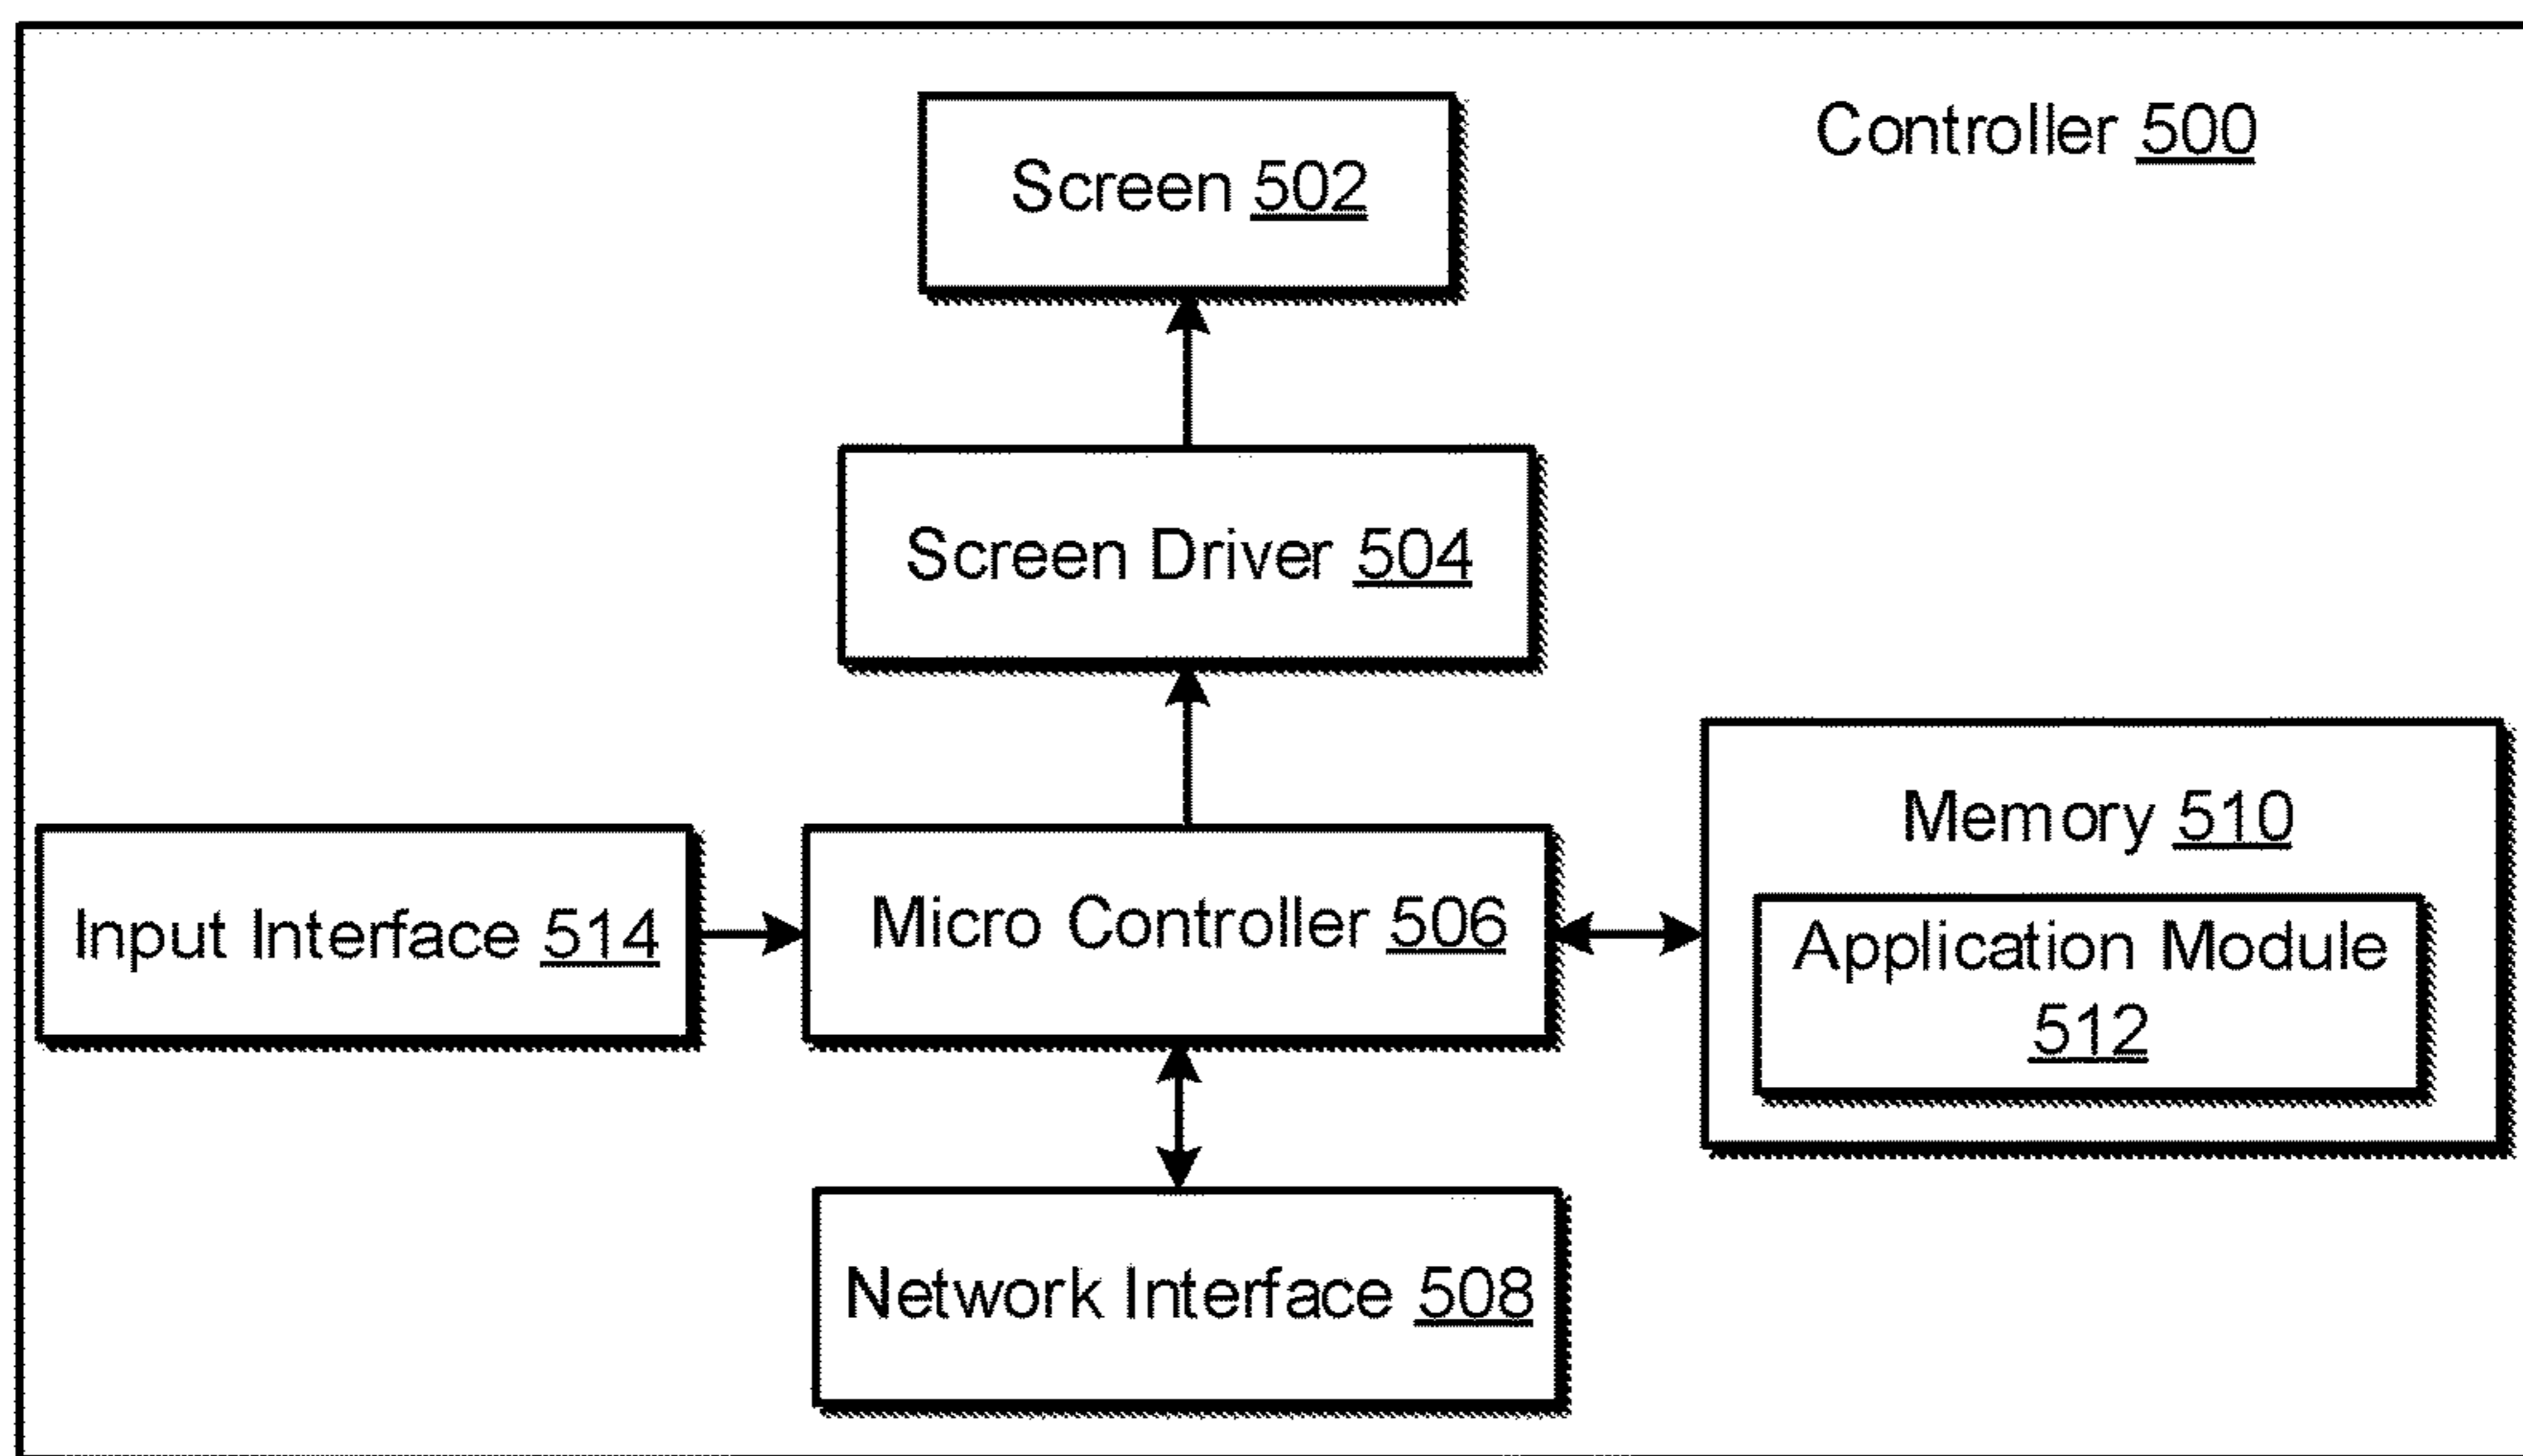 Controller 500
Screen 502
Screen Driver 504
Memory 510
Input Interface 514
Micro Controller 506
Application Module
512
Network Interface 508